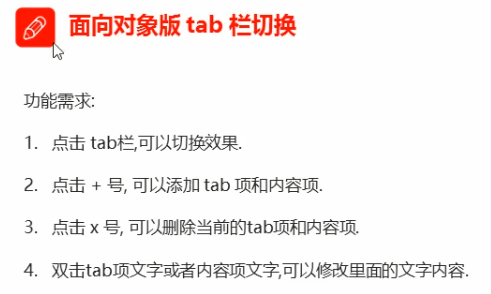 面向对象版 tab 栏切换
功能需求:
1. 点击 tab栏,可以切换效果.
2. 点击 + 号, 可以添加 tab 项和内容项.
3. 点击 x 号, 可以删除当前的tab项和内容项.
4. 双击tab项文字或者内容项文字,可以修改里面的文字内容.